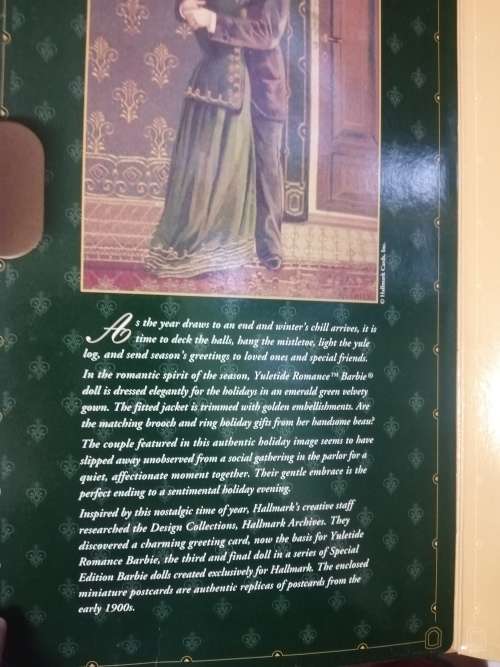 © Hallmark Cards, Inc.
As the year draws to an end and winter's chill arrives, it is
time to deck the halls, hang the mistletoe, light the yule
log, and send season's greetings to loved ones and special friends.
In the romantic spirit of the season, Yuletide Romance™ Barbie®
doll is dressed elegantly for the holidays in an emerald green velvety
gown. The fitted jacket is trimmed with golden embellishments. Are
the matching brooch and ring holiday gifts from her handsome beau?
The couple featured in this authentic holiday image seems to have
slipped away unobserved from a social gathering in the parlor for a
quiet, affectionate moment together. Their gentle embrace is the
perfect ending to a sentimental holiday evening.
Inspired by this nostalgic time of year, Hallmark's creative staff
researched the Design Collections, Hallmark Archives. They
discovered a charming greeting card, now the basis for Yuletide
Romance Barbie, the third and final doll in a series of Special
Edition Barbie dolls created exclusively for Hallmark. The enclosed
miniature postcards are authentic replicas of postcards from the
early 1900s.